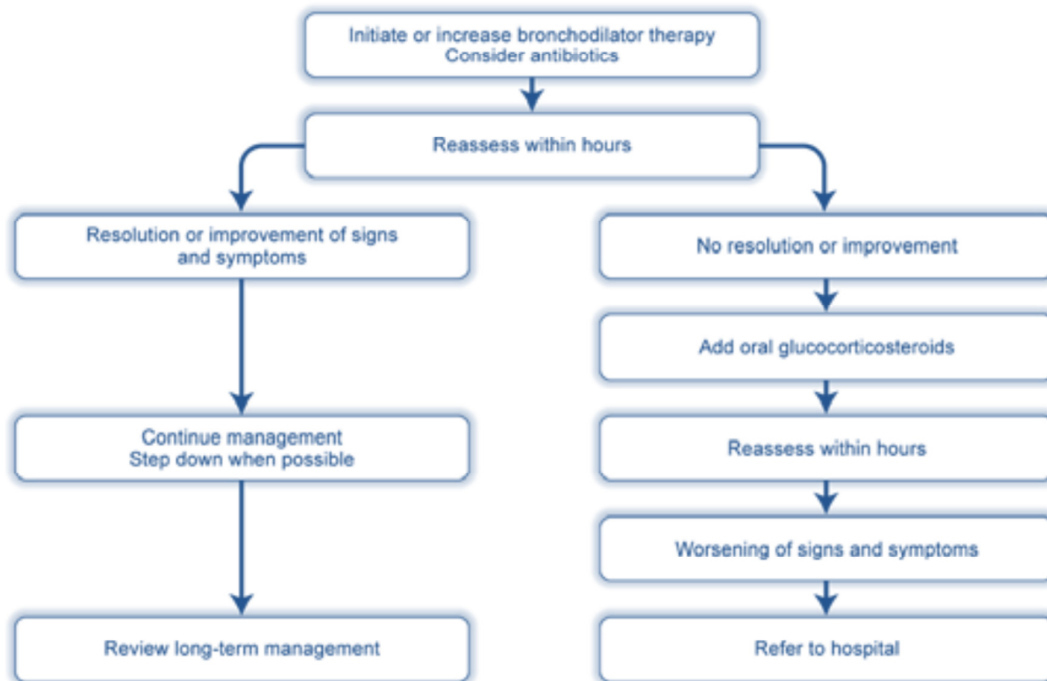 Initiate or increase bronchodilator therapy
Consider antibiotics
Reassess within hours
Resolution or improvement of signs
and symptoms
No resolution or improvement
Add oral glucocorticosteroids
Continue management
Step down when possible
Reassess within hours
Worsening of signs and symptoms
Review long-term management
Refer to hospital